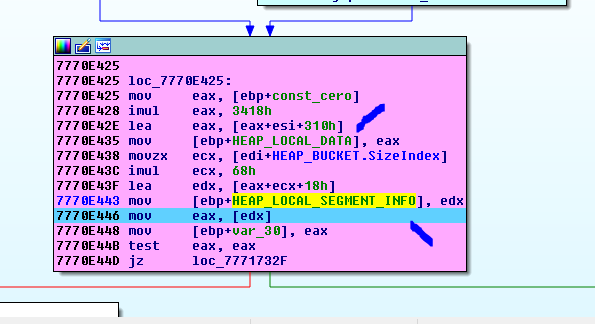 7770E425
7770E425 loc_7770E425:
7770E425 mov eax, [ebp+const_cero]
7770E428 imul eax, 3418h
7770E42E lea eax, [eax+esi+310h]
7770E435 mov [ebp+HEAP_LOCAL_DATA], eax
7770E438 movzx ecx, [edi+HEAP_BUCKET.SizeIndex]
7770E43C imul ecx, 68h
7770E43F lea edx, [eax+ecx+18h]
7770E443 mov [ebp+HEAP_LOCAL_SEGMENT_INFO], edx
7770E446 mov eax, [edx]
7770E448 mov [ebp+var_30], eax
7770E44B test eax, eax
7770E44D jz loc_7771732F